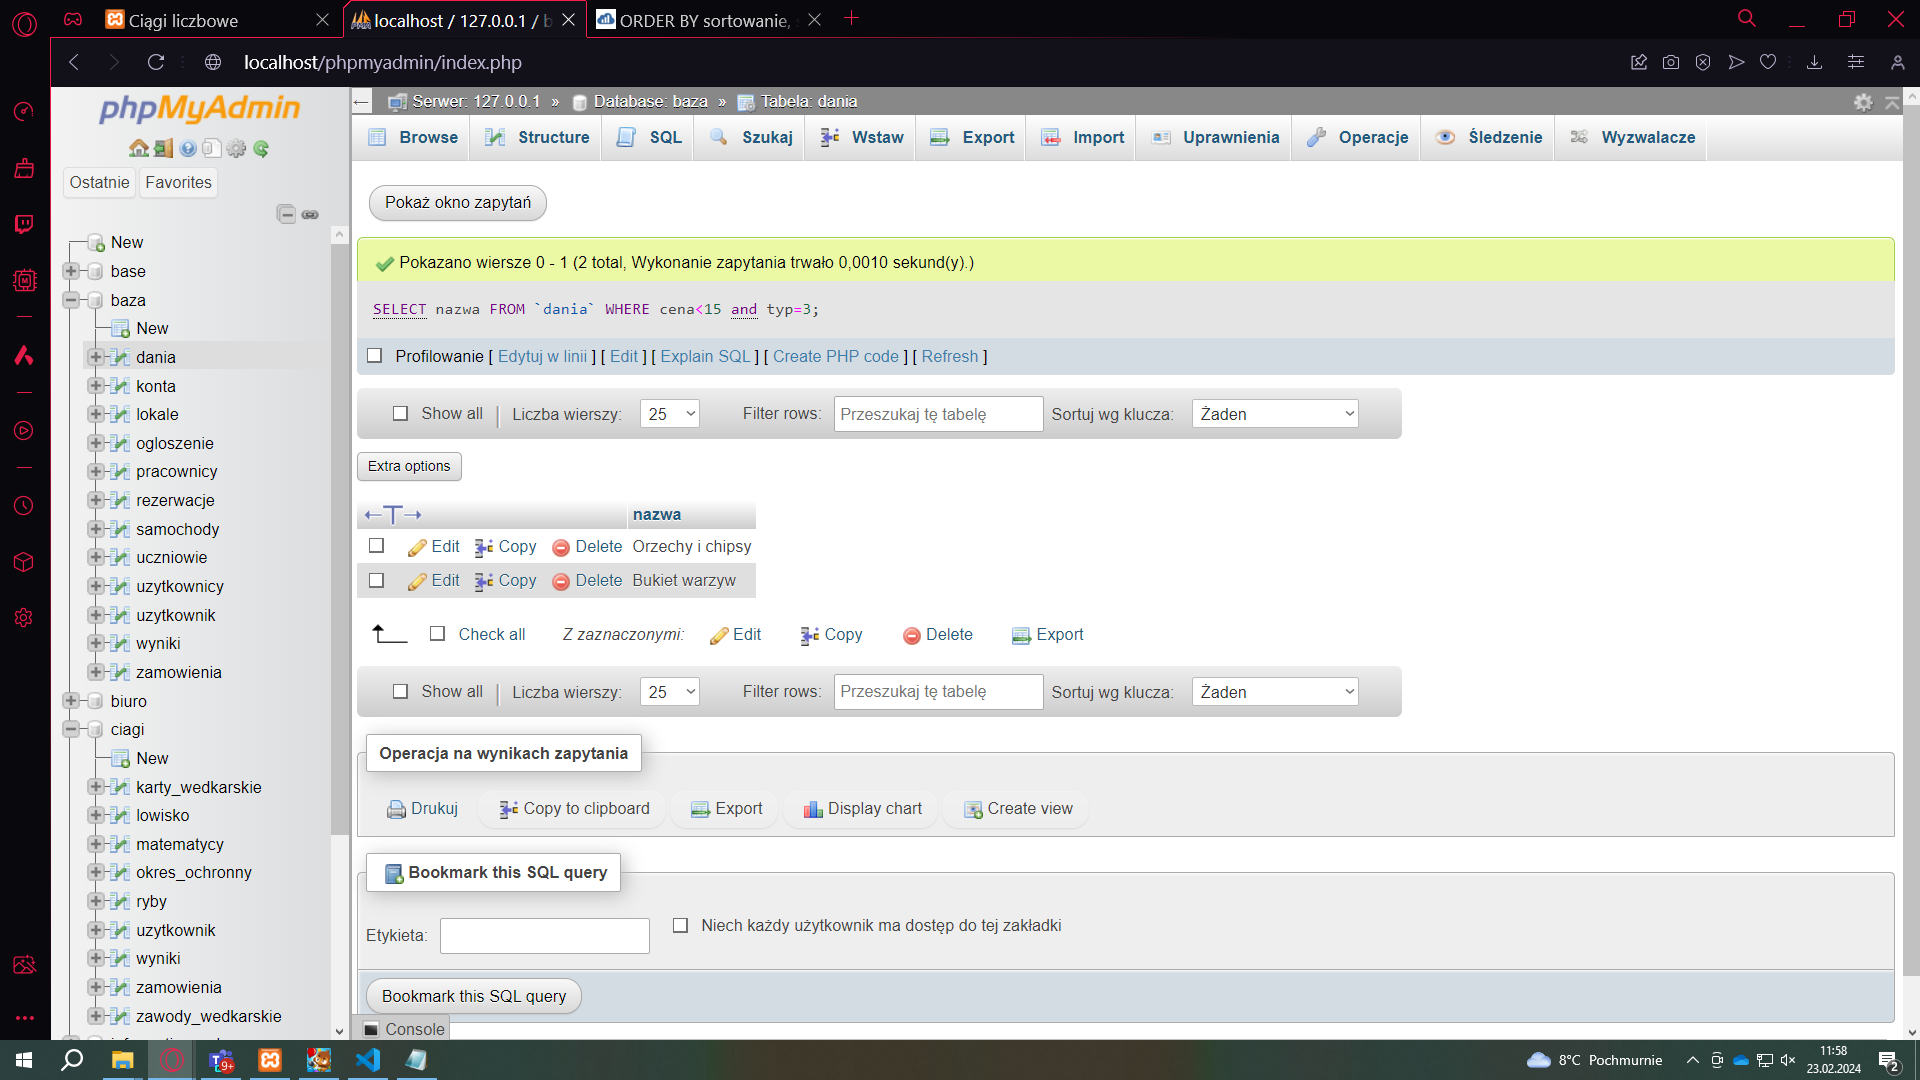 Ciągi liczbowe
localhost / 127.0.0.1 / b
ORDER BY sortowanie,
localhost/phpmyadmin/index.php
phpMyAdmin
Ostatnie
Favorites
New
base
baza
New
dania
konta
lokale
ogloszenie
pracownicy
rezerwacje
samochody
uczniowie
uzytkownicy
uzytkownik
wyniki
zamowienia
biuro
ciagi
New
karty_wedkarskie
lowisko
matematycy
okres_ochronny
ryby
uzytkownik
wyniki
zamowienia
zawody_wedkarskie
Serwer: 127.0.0.1 » Database: baza » Tabela: dania
Browse Structure SQL Szukaj Wstaw Export Import Uprawnienia Operacje Śledzenie Wyzwalacze
Pokaż okno zapytań
Pokazano wiersze 0 - 1 (2 total, Wykonanie zapytania trwało 0,0010 sekund(y).)
SELECT nazwa FROM `dania` WHERE cena<15 and typ=3;
Profilowanie [ Edytuj w linii ] [ Edit ] [ Explain SQL ] [ Create PHP code ] [ Refresh ]
Show all | Liczba wierszy: 25 Filter rows: Przeszukaj tę tabelę Sortuj wg klucza: Żaden
Extra options
←T→ nazwa
Edit Copy Delete Orzechy i chipsy
Edit Copy Delete Bukiet warzyw
Check all Z zaznaczonymi: Edit Copy Delete Export
Show all | Liczba wierszy: 25 Filter rows: Przeszukaj tę tabelę Sortuj wg klucza: Żaden
Operacja na wynikach zapytania
Drukuj Copy to clipboard Export Display chart Create view
Bookmark this SQL query
Etykieta: Niech każdy użytkownik ma dostęp do tej zakładki
Bookmark this SQL query
Console
9+
8°C Pochmurnie
11:58
23.02.2024
2